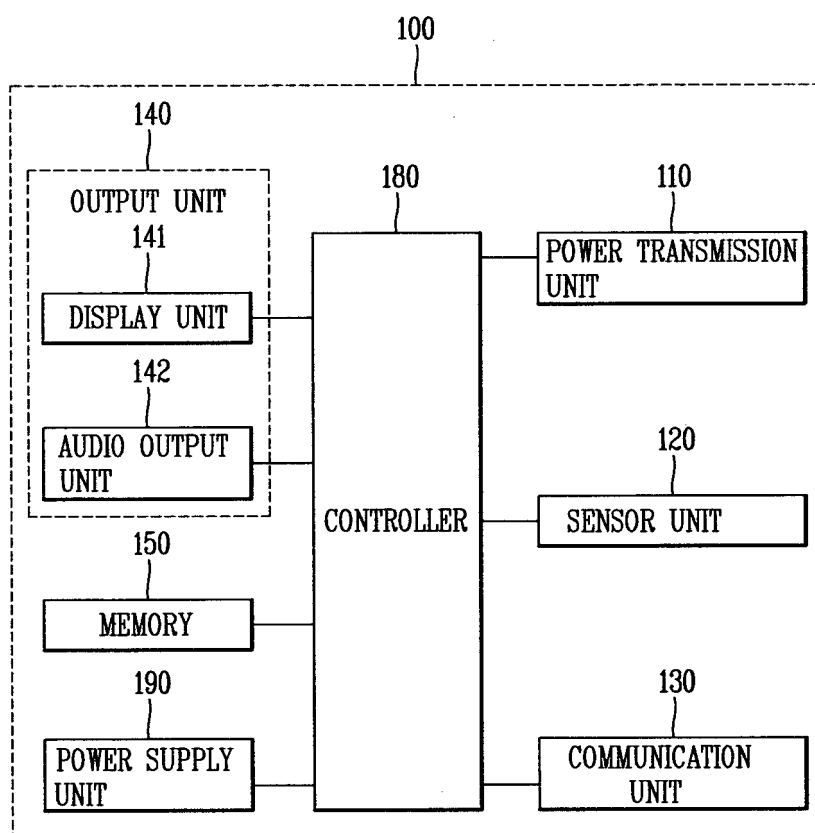 100
140
OUTPUT UNIT
141
DISPLAY UNIT
142
AUDIO OUTPUT
UNIT
150
MEMORY
190
POWER SUPPLY
UNIT
180
CONTROLLER
110
POWER TRANSMISSION
UNIT
120
SENSOR UNIT
130
COMMUNICATION
UNIT